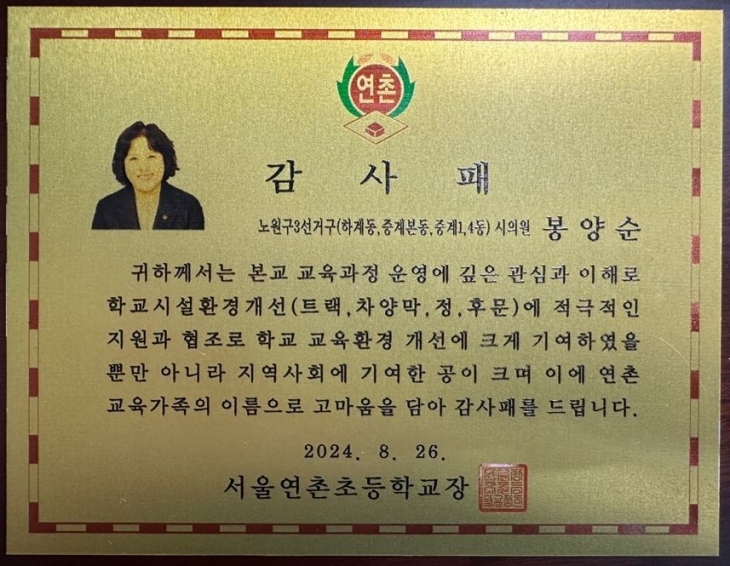 연촌
감사패
노원구3선거구(하계동,중계본동,중계1,4동) 시의원 봉양순
귀하께서는 본교 교육과정 운영에 깊은 관심과 이해로
학교시설환경개선(트랙,차양막,정,후문)에 적극적인
지원과 협조로 학교 교육환경 개선에 크게 기여하였을
뿐만 아니라 지역사회에 기여한 공이 크며 이에 연촌
교육가족의 이름으로 고마움을 담아 감사패를 드립니다.
2024. 8. 26.
서울연촌초등학교장